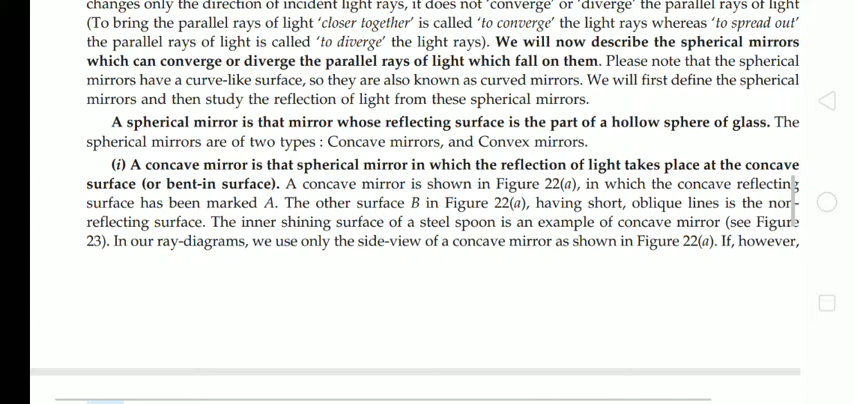 changes only the direction of incident light rays, it does not 'converge' or 'diverge' the parallel rays of light
(To bring the parallel rays of light 'closer together' is called 'to converge' the light rays whereas 'to spread out'
the parallel rays of light is called 'to diverge' the light rays). We will now describe the spherical mirrors
which can converge or diverge the parallel rays of light which fall on them. Please note that the spherical
mirrors have a curve-like surface, so they are also known as curved mirrors. We will first define the spherical
mirrors and then study the reflection of light from these spherical mirrors.
A spherical mirror is that mirror whose reflecting surface is the part of a hollow sphere of glass. The
spherical mirrors are of two types : Concave mirrors, and Convex mirrors.
(i) A concave mirror is that spherical mirror in which the reflection of light takes place at the concave
surface (or bent-in surface). A concave mirror is shown in Figure 22(a), in which the concave reflecting
surface has been marked A. The other surface B in Figure 22(a), having short, oblique lines is the non-
reflecting surface. The inner shining surface of a steel spoon is an example of concave mirror (see Figure
23). In our ray-diagrams, we use only the side-view of a concave mirror as shown in Figure 22(a). If, however,